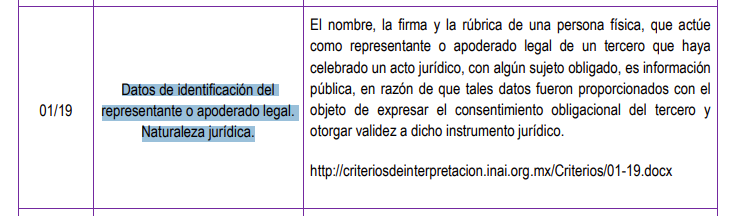 01/19
Datos de identificación del
representante o apoderado legal.
Naturaleza jurídica.
El nombre, la firma y la rúbrica de una persona física, que actúe
como representante o apoderado legal de un tercero que haya
celebrado un acto jurídico, con algún sujeto obligado, es información
pública, en razón de que tales datos fueron proporcionados con el
objeto de expresar el consentimiento obligacional del tercero y
otorgar validez a dicho instrumento jurídico.
http://criteriosdeinterpretacion.inai.org.mx/Criterios/01-19.docx